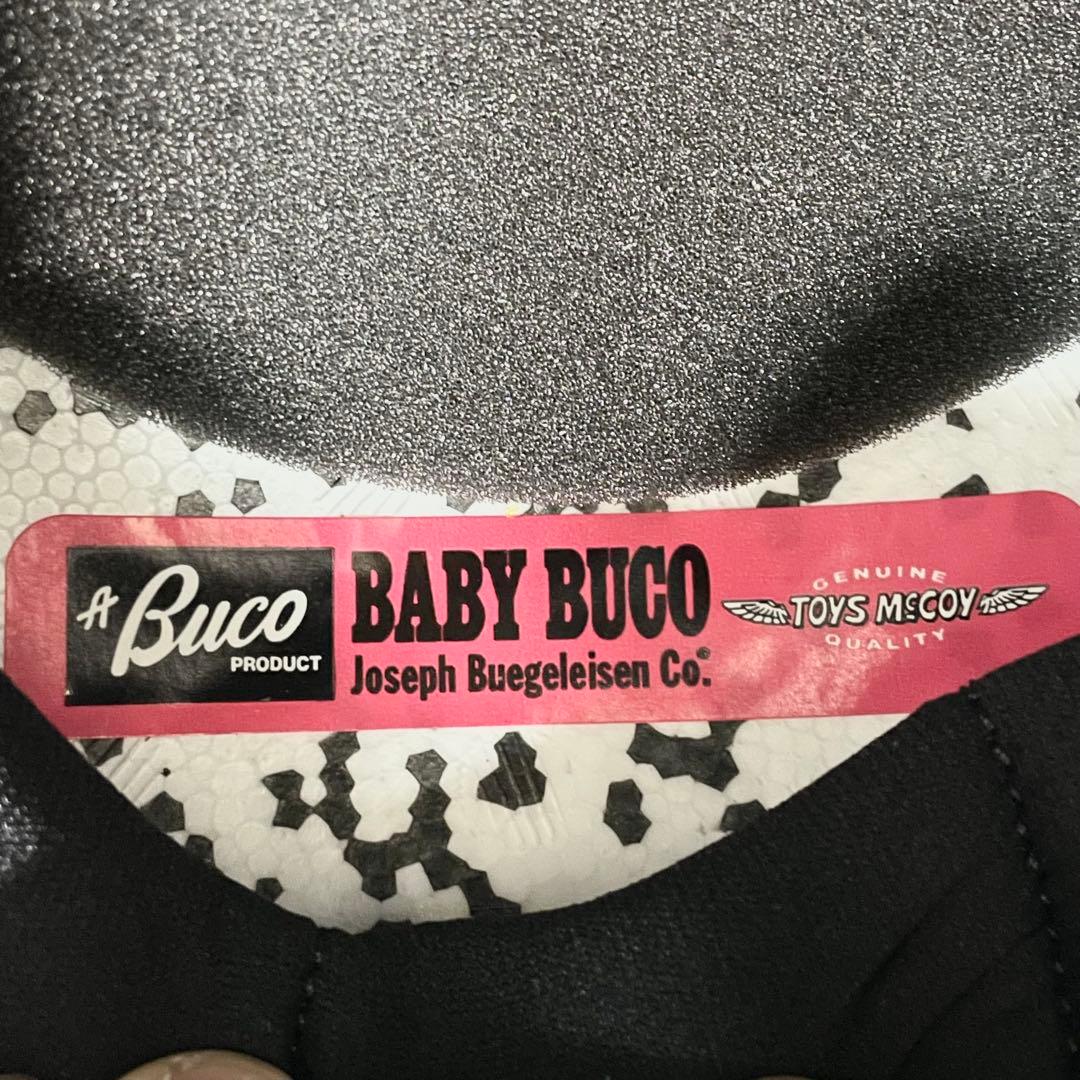 A Buco
PRODUCT
BABY BUCO
Joseph Buegeleisen Co.®
GENUINE
TOYS McCOY
QUALITY